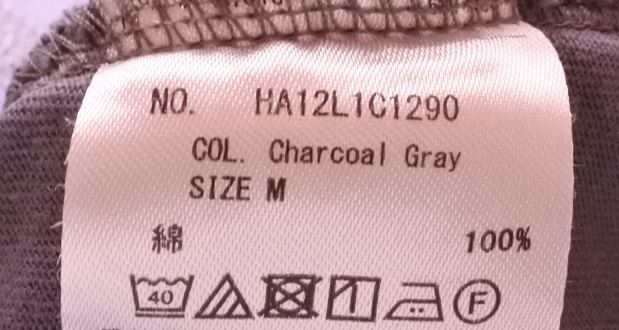 NO. HA12L1C1290
COL. Charcoal Gray
SIZE M
綿 100%
40 F